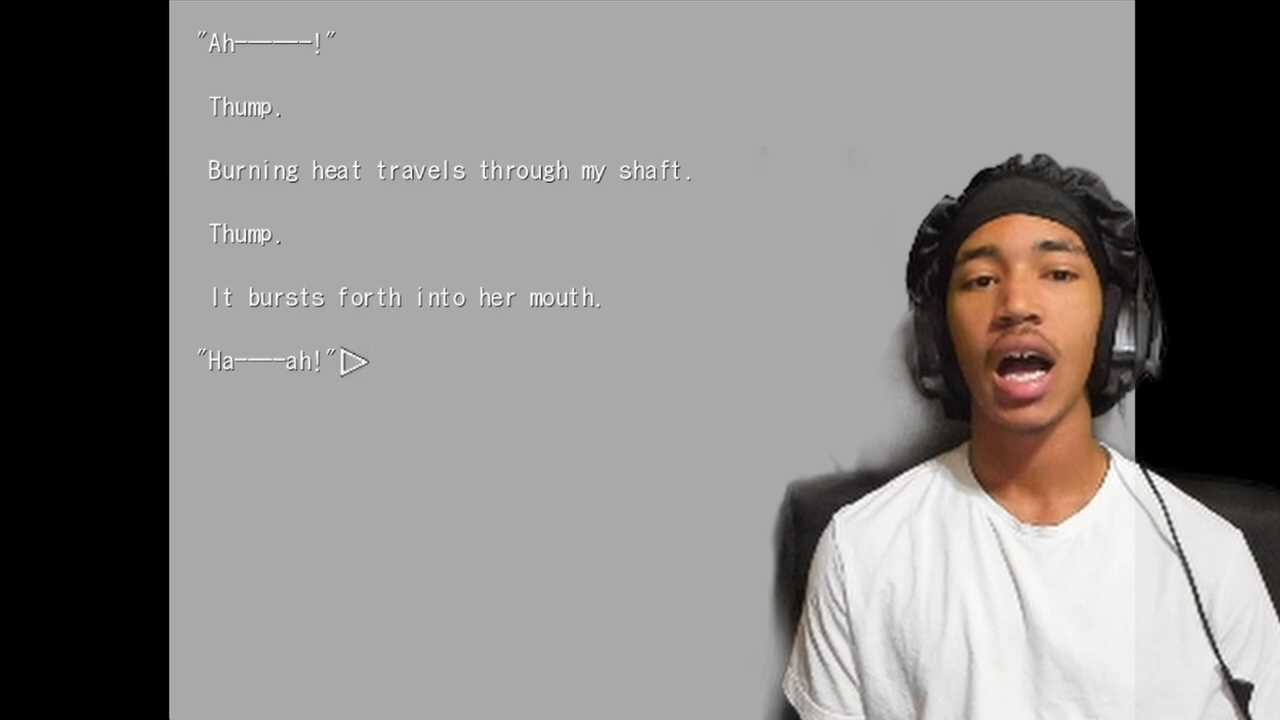 "Ah─────!"
Thump.
Burning heat travels through my shaft.
Thump.
It bursts forth into her mouth.
"Ha───ah!"